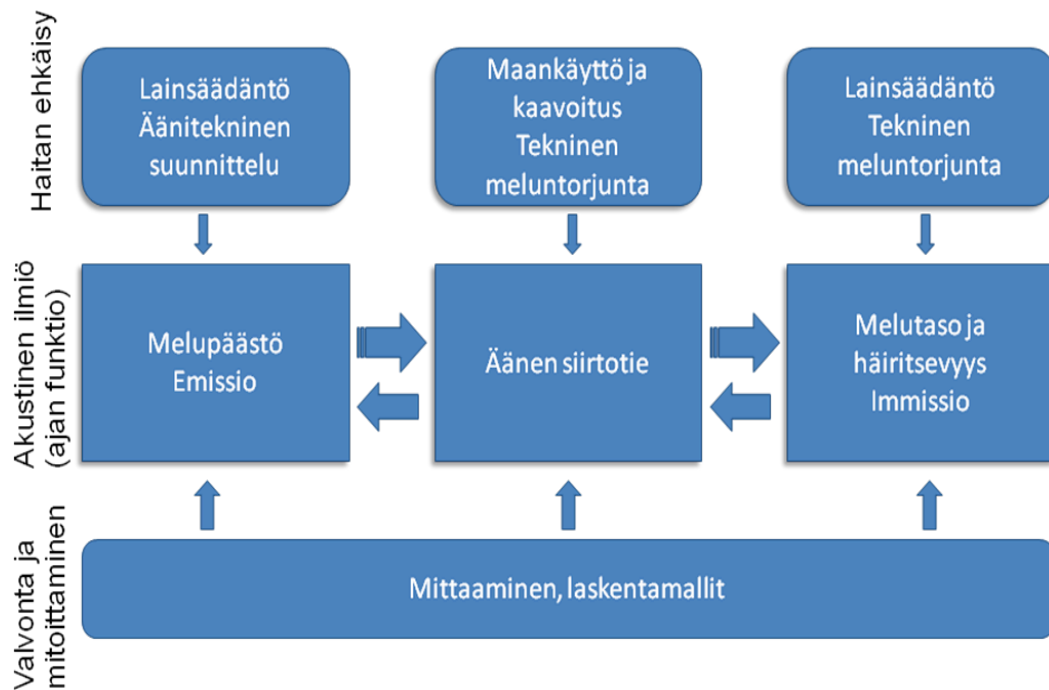 Haitan ehkäisy
Lainsäädäntö
Äänitekninen
suunnittelu
Maankäyttö ja
kaavoitus
Tekninen
meluntorjunta
Lainsäädäntö
Tekninen
meluntorjunta
Akustinen ilmiö
(ajan funktio)
Melupäästö
Emissio
Äänen siirtotie
Melutaso ja
häiritsevyys
Immissio
Valvonta ja
mitoittaminen
Mittaaminen, laskentamallit